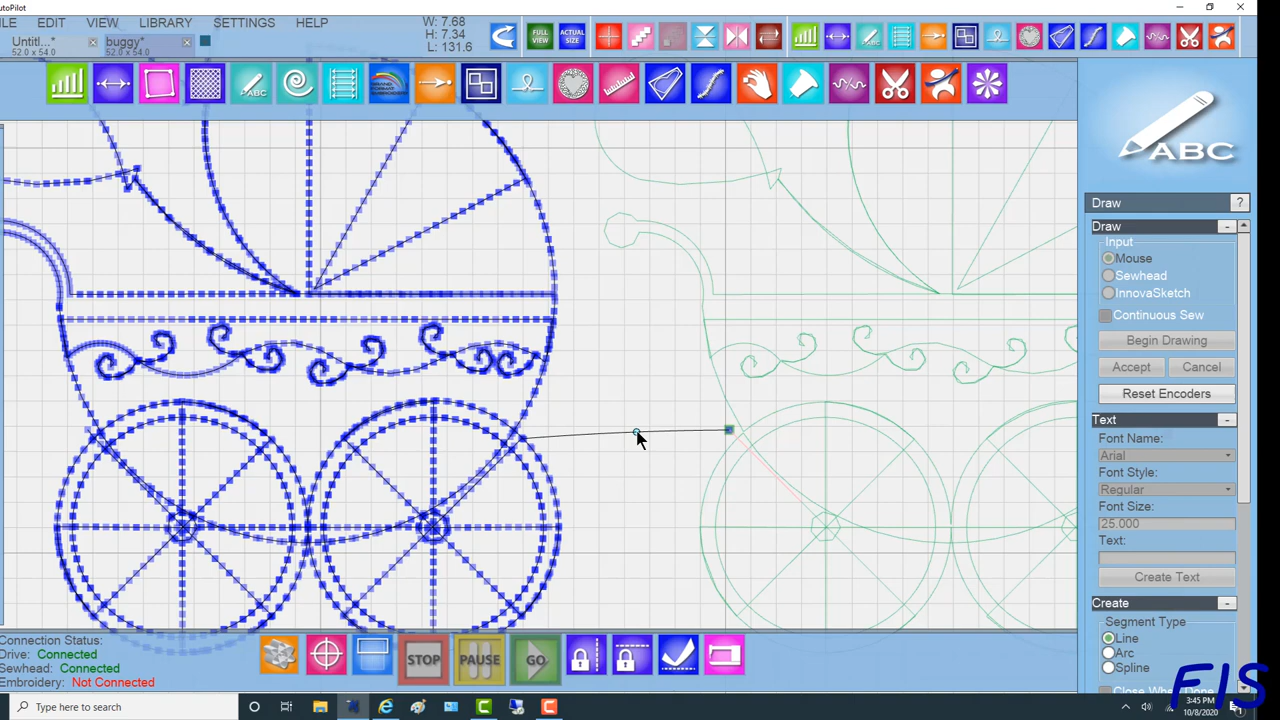 utoPilot
LE EDIT VIEW LIBRARY SETTINGS HELP
W: 7.68
H: 7.34
L: 131.6
FULL VIEW
ACTUAL SIZE
Untitl...*
52.0 x 54.0
buggy*
52.0 x 54.0
ABC
ABC
Draw ?
Draw -
Input
Mouse
Sewhead
InnovaSketch
Continuous Sew
Begin Drawing
Accept Cancel
Reset Encoders
Text -
Font Name:
Arial
Font Style:
Regular
Font Size:
25.000
Text:
Create Text
Create -
Segment Type
Line
Arc
Spline
Connection Status:
Drive: Connected
Sewhead: Connected
Embroidery: Not Connected
STOP
PAUSE
GO
FIS
Type here to search
3:45 PM
10/8/2020